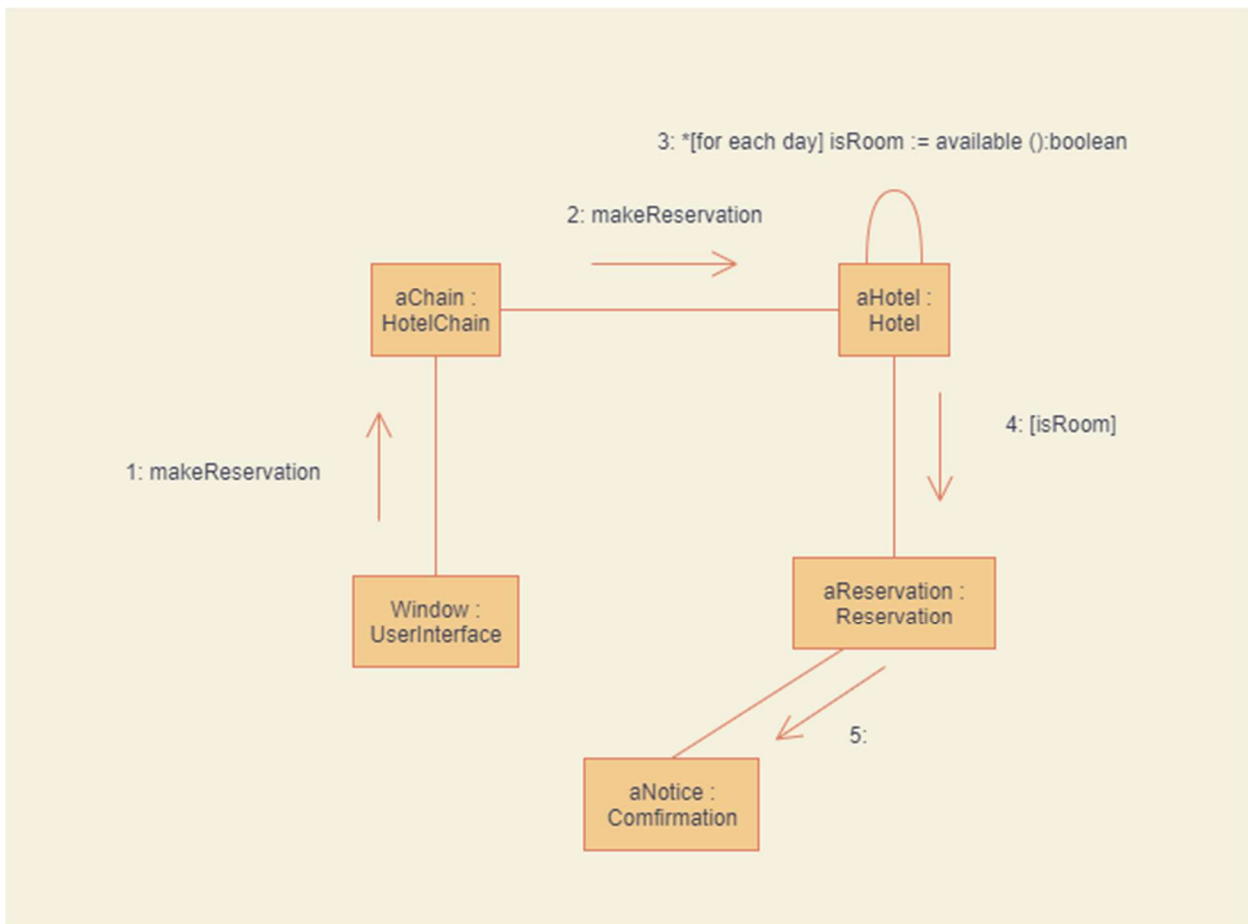 3: *[for each day] isRoom := available ():boolean
2: makeReservation
aChain :
HotelChain
aHotel :
Hotel
4: [isRoom]
1: makeReservation
Window :
UserInterface
aReservation :
Reservation
5:
aNotice :
Comfirmation